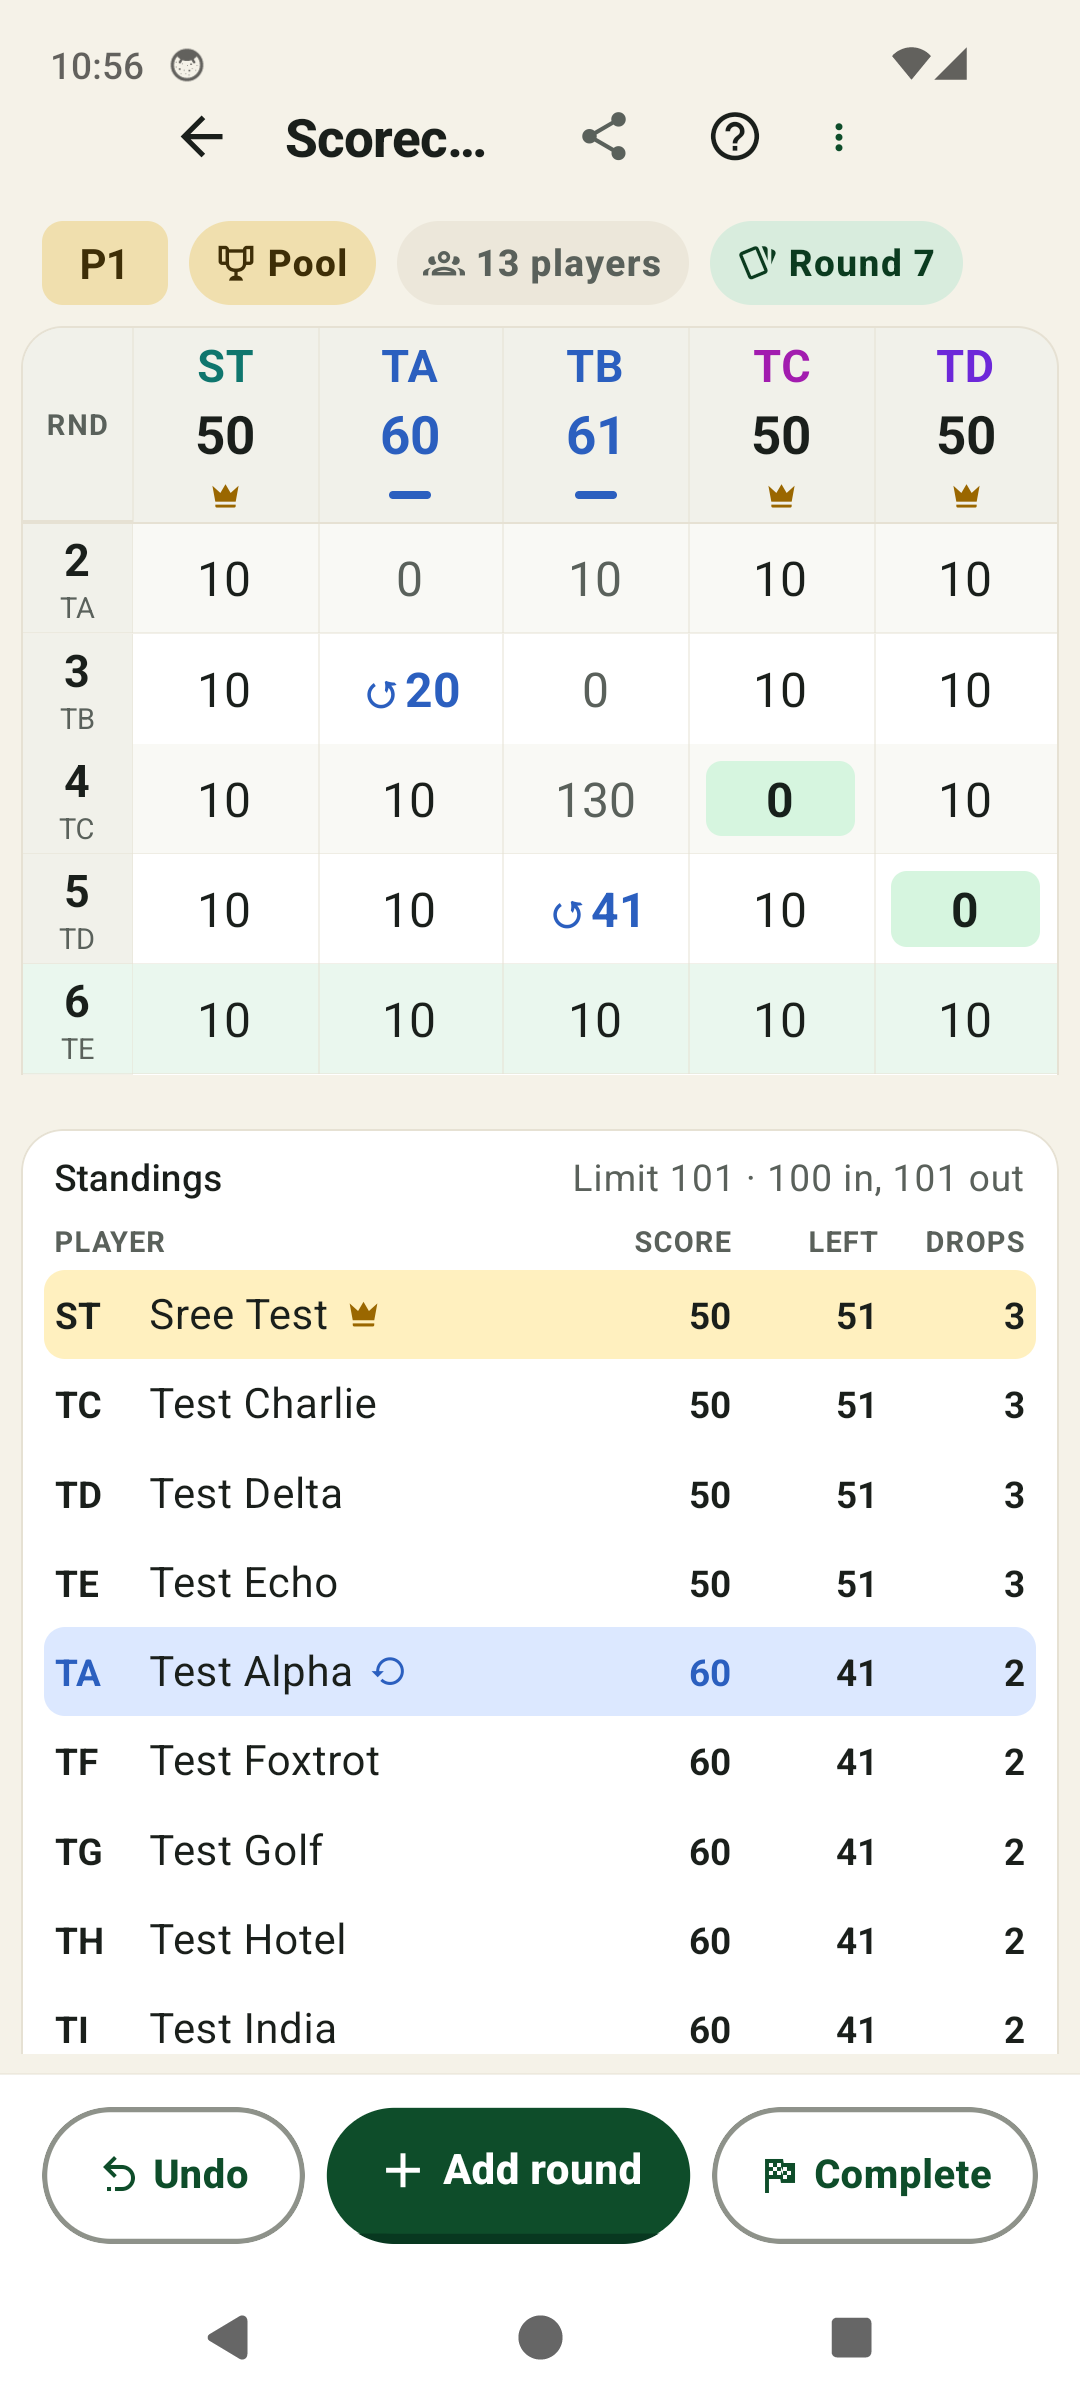 10:56
Scorec...
P1 Pool 13 players Round 7
RND ST TA TB TC TD
50 60 61 50 50
2 10 0 10 10 10
TA
3 10 20 0 10 10
TB
4 10 10 130 0 10
TC
5 10 10 41 10 0
TD
6 10 10 10 10 10
TE
Standings Limit 101 · 100 in, 101 out
PLAYER SCORE LEFT DROPS
ST Sree Test 50 51 3
TC Test Charlie 50 51 3
TD Test Delta 50 51 3
TE Test Echo 50 51 3
TA Test Alpha 60 41 2
TF Test Foxtrot 60 41 2
TG Test Golf 60 41 2
TH Test Hotel 60 41 2
TI Test India 60 41 2
Undo Add round Complete